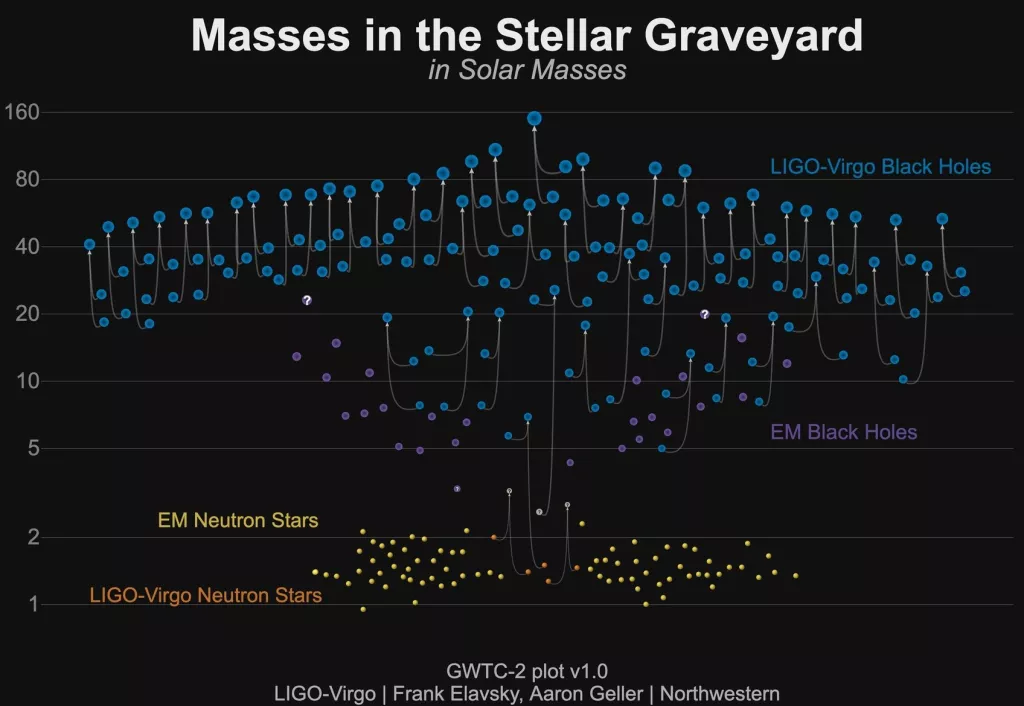 Masses in the Stellar Graveyard
in Solar Masses
160
LIGO-Virgo Black Holes
80
40
20
?
?
10
EM Black Holes
5
EM Neutron Stars
2
LIGO-Virgo Neutron Stars
1
GWTC-2 plot v1.0
LIGO-Virgo | Frank Elavsky, Aaron Geller | Northwestern